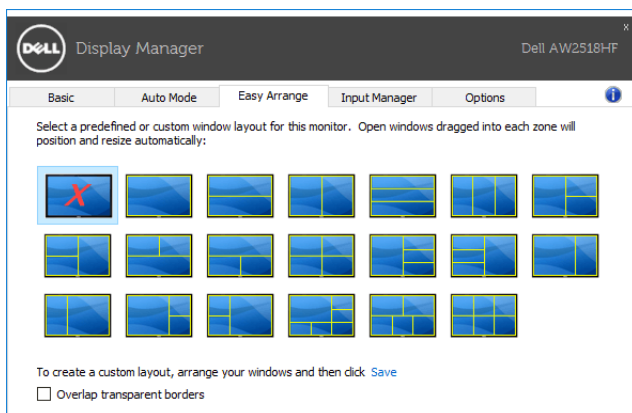 x
DELL Display Manager Dell AW2518HF
Basic Auto Mode Easy Arrange Input Manager Options i
Select a predefined or custom window layout for this monitor. Open windows dragged into each zone will
position and resize automatically:
X
To create a custom layout, arrange your windows and then click Save
Overlap transparent borders